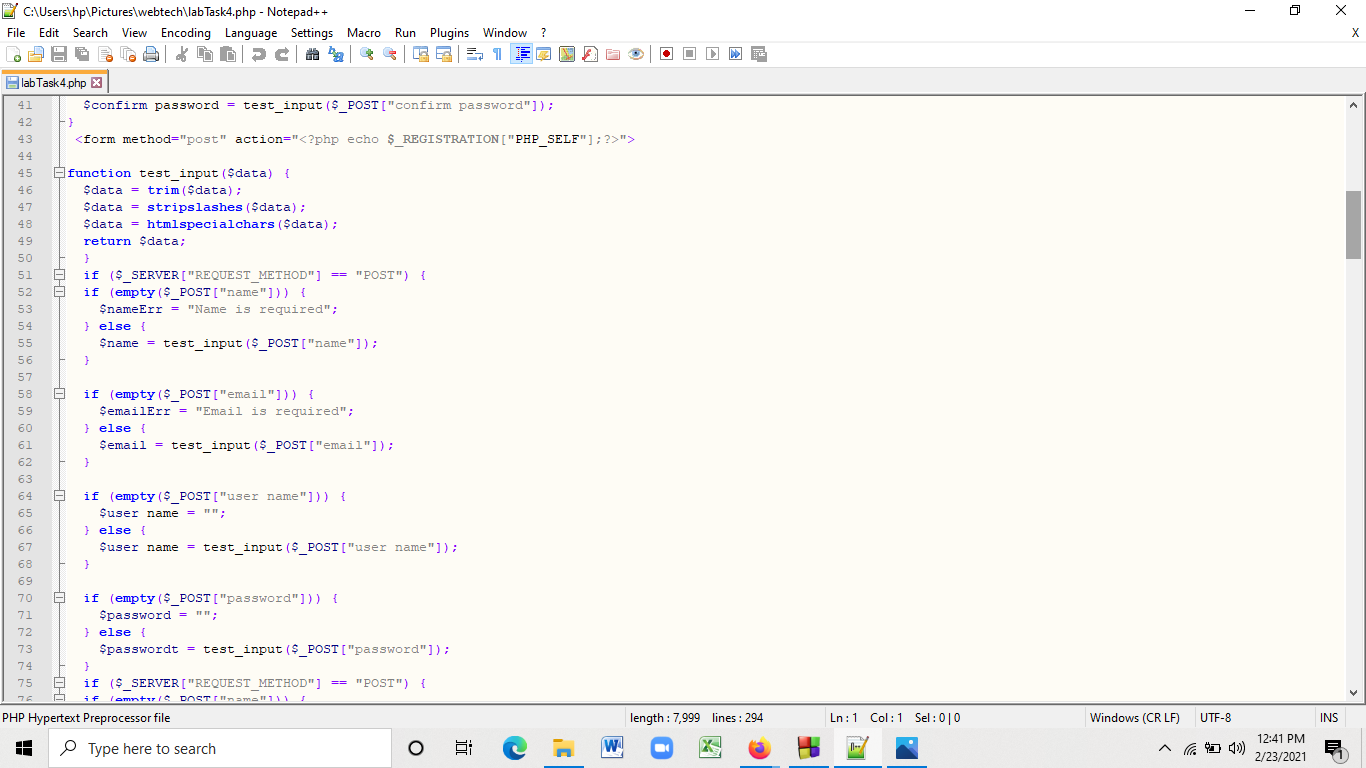 C:\Users\hp\Pictures\webtech\labTask4.php - Notepad++
File Edit Search View Encoding Language Settings Macro Run Plugins Window ? X
labTask4.php
41 $confirm password = test_input($_POST["confirm password"]);
42 }
43 <form method="post" action="<?php echo $_REGISTRATION["PHP_SELF"];?>">
44
45 function test_input($data) {
46 $data = trim($data);
47 $data = stripslashes($data);
48 $data = htmlspecialchars($data);
49 return $data;
50 }
51 if ($_SERVER["REQUEST_METHOD"] == "POST") {
52 if (empty($_POST["name"])) {
53 $nameErr = "Name is required";
54 } else {
55 $name = test_input($_POST["name"]);
56 }
57
58 if (empty($_POST["email"])) {
59 $emailErr = "Email is required";
60 } else {
61 $email = test_input($_POST["email"]);
62 }
63
64 if (empty($_POST["user name"])) {
65 $user name = "";
66 } else {
67 $user name = test_input($_POST["user name"]);
68 }
69
70 if (empty($_POST["password"])) {
71 $password = "";
72 } else {
73 $passwordt = test_input($_POST["password"]);
74 }
75 if ($_SERVER["REQUEST_METHOD"] == "POST") {
76 if (empty($_POST["name"])) {
PHP Hypertext Preprocessor file length : 7,999 lines : 294 Ln : 1 Col : 1 Sel : 0 | 0 Windows (CR LF) UTF-8 INS
Type here to search
12:41 PM
2/23/2021
1